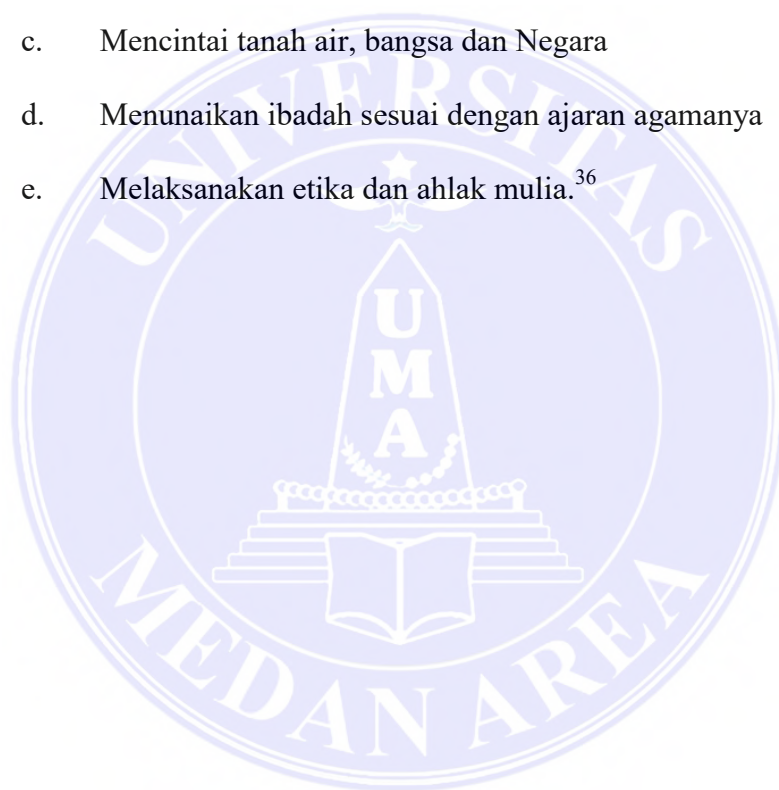 c. Mencintai tanah air, bangsa dan Negara
d. Menunaikan ibadah sesuai dengan ajaran agamanya
e. Melaksanakan etika dan ahlak mulia.36
UNIVERSITAS
UMA
MEDAN AREA